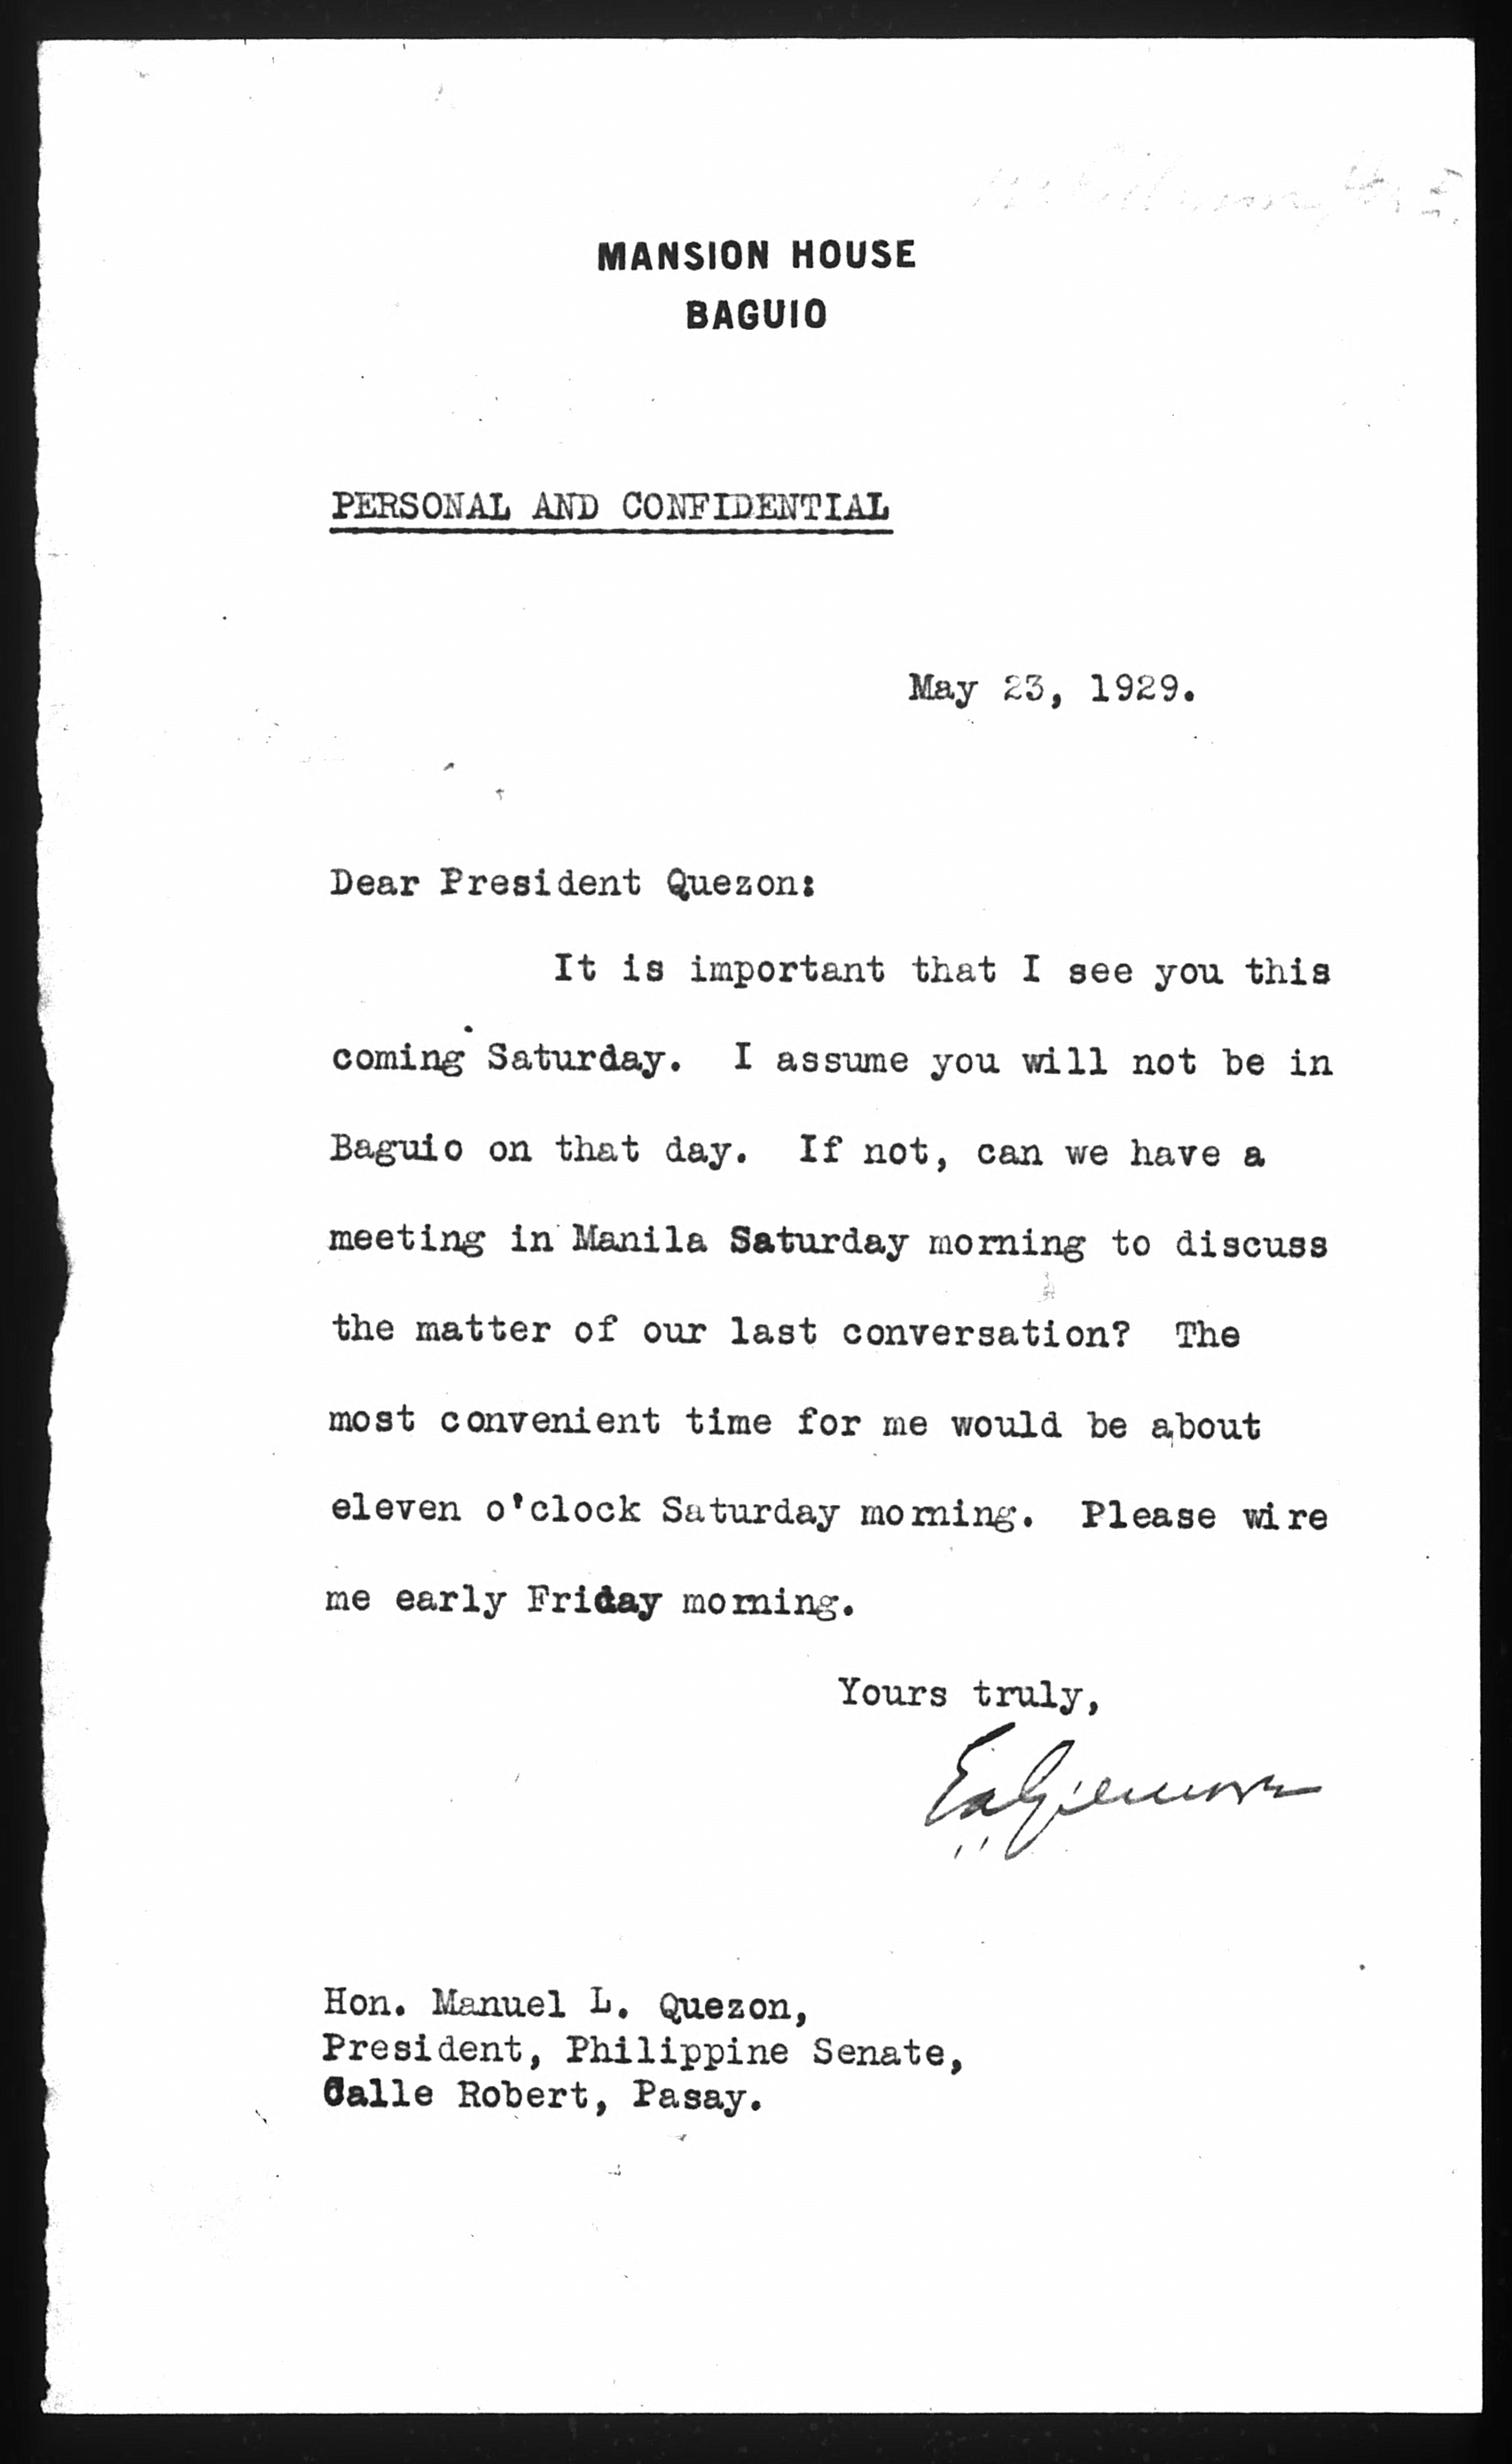 MANSION HOUSE
BAGUIO
PERSONAL AND CONFIDENTIAL
May 23, 1929.
Dear President Quezon:
It is important that I see you this
coming Saturday. I assume you will not be in
Baguio on that day. If not, can we have a
meeting in Manila Saturday morning to discuss
the matter of our last conversation? The
most convenient time for me would be about
eleven o'clock Saturday morning. Please wire
me early Friday morning.
Yours truly,
EaGilmore
Hon. Manuel L. Quezon,
President, Philippine Senate,
Calle Robert, Pasay.